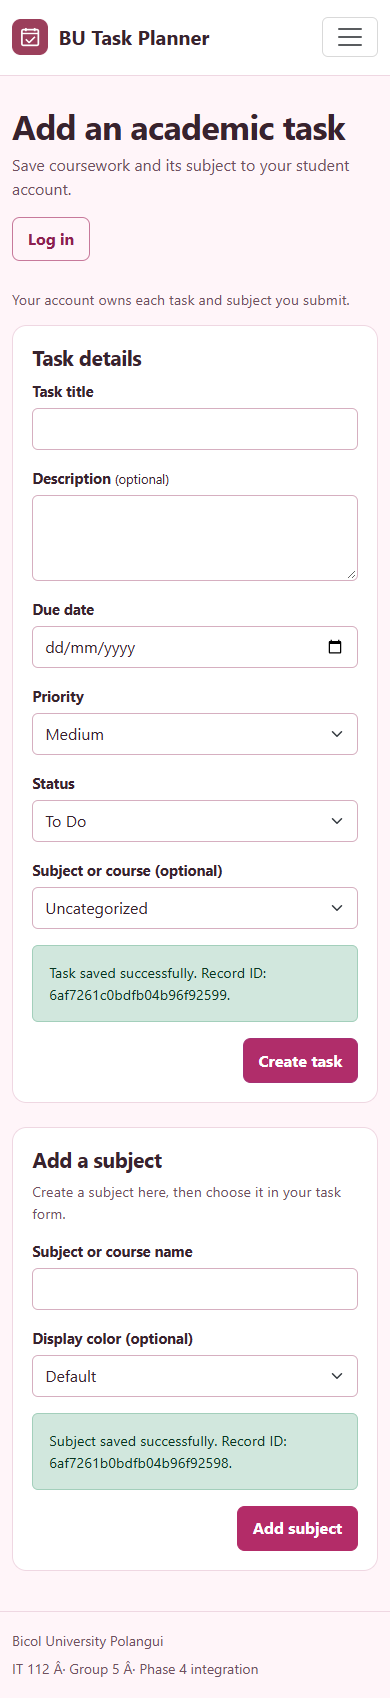 BU Task Planner
Add an academic task
Save coursework and its subject to your student
account.
Log in
Your account owns each task and subject you submit.
Task details
Task title
Description (optional)
Due date
dd/mm/yyyy
Priority
Medium
Status
To Do
Subject or course (optional)
Uncategorized
Task saved successfully. Record ID:
6af7261c0bdfb04b96f92599.
Create task
Add a subject
Create a subject here, then choose it in your task
form.
Subject or course name
Display color (optional)
Default
Subject saved successfully. Record ID:
6af7261b0bdfb04b96f92598.
Add subject
Bicol University Polangui
IT 112 Â· Group 5 Â· Phase 4 integration